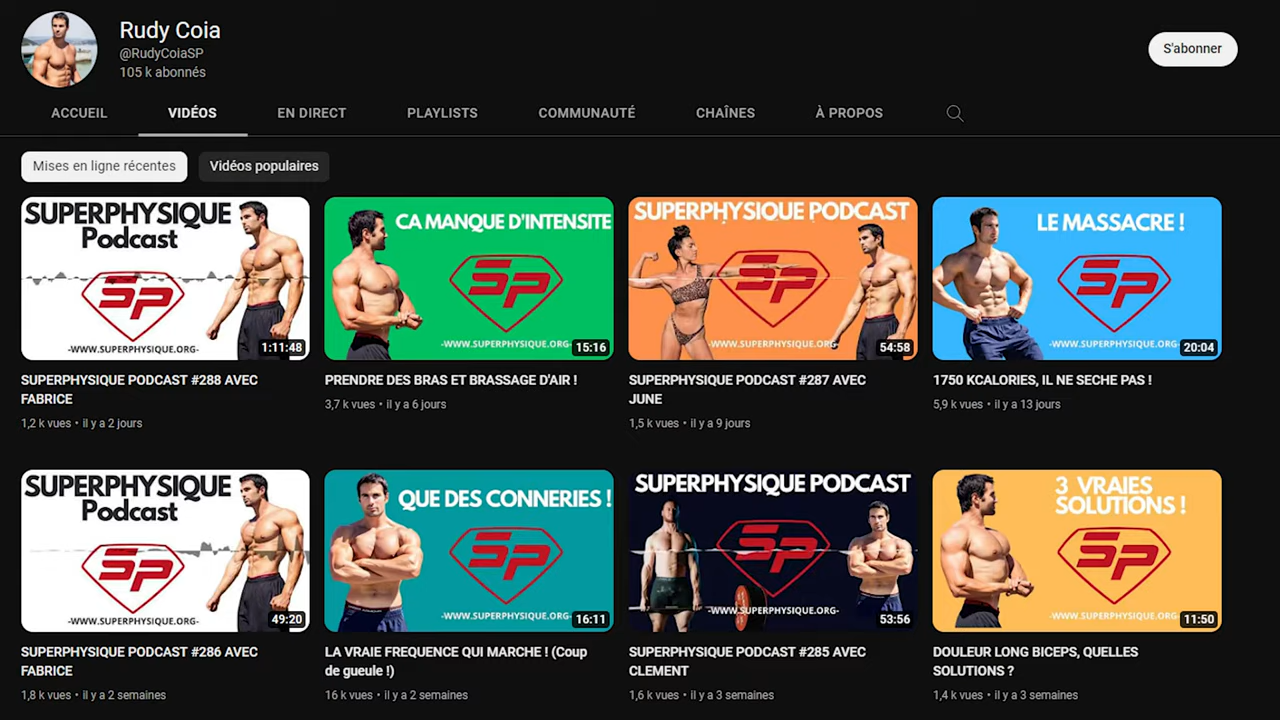 Rudy Coia
@RudyCoiaSP
105 k abonnés
S'abonner
ACCUEIL VIDÉOS EN DIRECT PLAYLISTS COMMUNAUTÉ CHAÎNES À PROPOS
Mises en ligne récentes Vidéos populaires
SUPERPHYSIQUE
Podcast
SP
-WWW.SUPERPHYSIQUE.ORG-
1:11:48
CA MANQUE D'INTENSITE
SP
-WWW.SUPERPHYSIQUE.ORG-
15:16
SUPERPHYSIQUE PODCAST
SP
-WWW.SUPERPHYSIQUE.ORG-
54:58
LE MASSACRE !
SP
-WWW.SUPERPHYSIQUE.ORG-
20:04
SUPERPHYSIQUE PODCAST #288 AVEC
FABRICE
1,2 k vues • il y a 2 jours
PRENDRE DES BRAS ET BRASSAGE D'AIR !
3,7 k vues • il y a 6 jours
SUPERPHYSIQUE PODCAST #287 AVEC
JUNE
1,5 k vues • il y a 9 jours
1750 KCALORIES, IL NE SECHE PAS !
5,9 k vues • il y a 13 jours
SUPERPHYSIQUE
Podcast
SP
-WWW.SUPERPHYSIQUE.ORG-
49:20
QUE DES CONNERIES !
SP
-WWW.SUPERPHYSIQUE.ORG-
16:11
SUPERPHYSIQUE PODCAST
SP
-WWW.SUPERPHYSIQUE.ORG-
53:56
3 VRAIES
SOLUTIONS !
SP
-WWW.SUPERPHYSIQUE.ORG-
11:50
SUPERPHYSIQUE PODCAST #286 AVEC
FABRICE
1,8 k vues • il y a 2 semaines
LA VRAIE FREQUENCE QUI MARCHE ! (Coup
de gueule !)
16 k vues • il y a 2 semaines
SUPERPHYSIQUE PODCAST #285 AVEC
CLEMENT
1,6 k vues • il y a 3 semaines
DOULEUR LONG BICEPS, QUELLES
SOLUTIONS ?
1,4 k vues • il y a 3 semaines